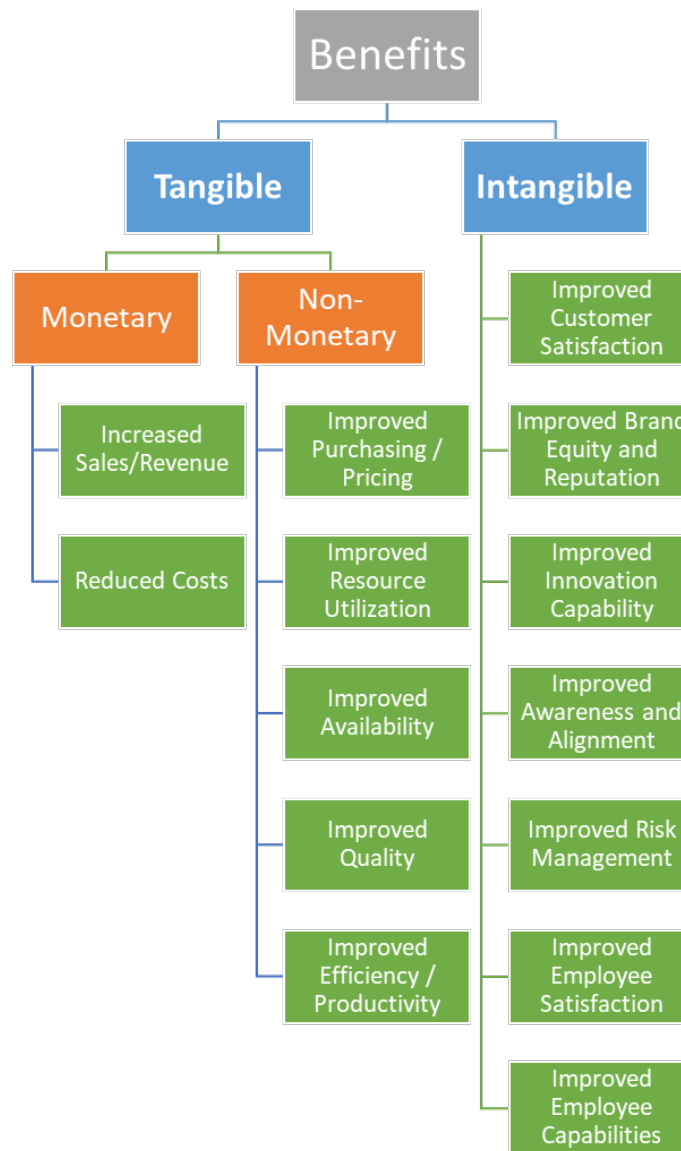 Benefits
Tangible
Intangible
Monetary
Non-
Monetary
Increased
Sales/Revenue
Reduced Costs
Improved
Purchasing /
Pricing
Improved
Resource
Utilization
Improved
Availability
Improved
Quality
Improved
Efficiency /
Productivity
Improved
Customer
Satisfaction
Improved Brand
Equity and
Reputation
Improved
Innovation
Capability
Improved
Awareness and
Alignment
Improved Risk
Management
Improved
Employee
Satisfaction
Improved
Employee
Capabilities